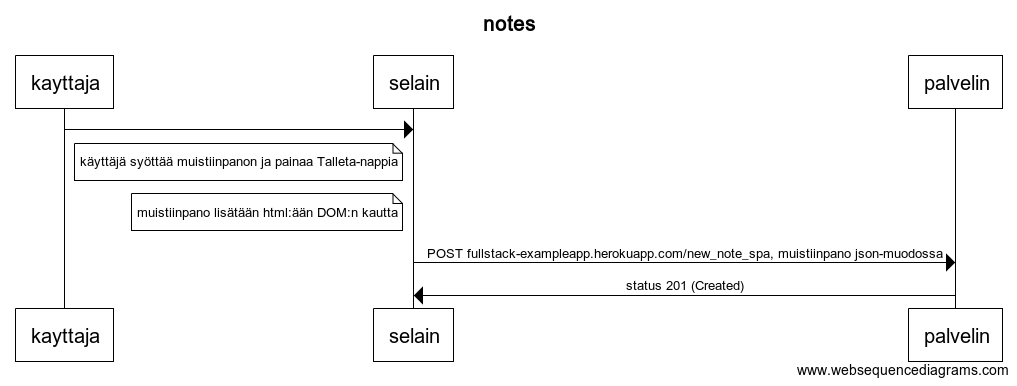 notes
kayttaja
selain
palvelin
käyttäjä syöttää muistiinpanon ja painaa Talleta-nappia
muistiinpano lisätään html:ään DOM:n kautta
POST fullstack-exampleapp.herokuapp.com/new_note_spa, muistiinpano json-muodossa
status 201 (Created)
kayttaja
selain
palvelin
www.websequencediagrams.com